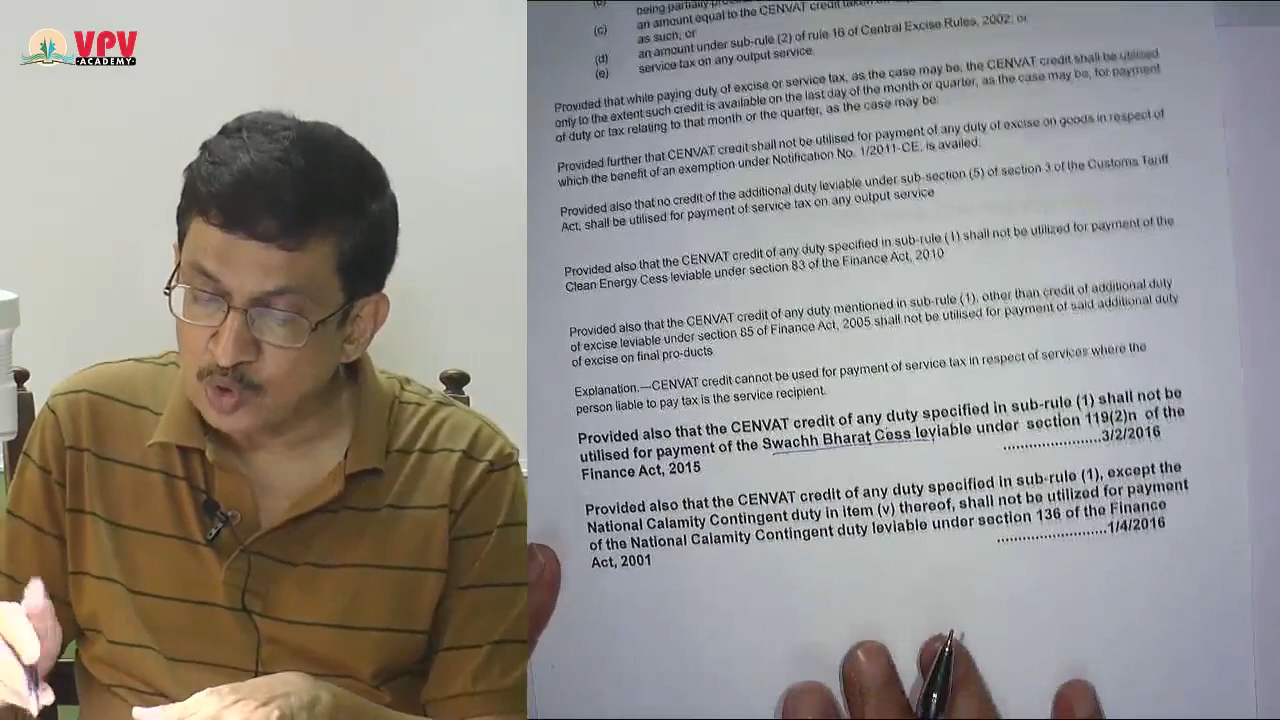 VPV
ACADEMY
being partially
(c) an amount equal to the CENVAT credit taken
as such; or
(d) an amount under sub-rule (2) of rule 16 of Central Excise Rules, 2002; or
(e) service tax on any output service.
Provided that while paying duty of excise or service tax, as the case may be, the CENVAT credit shall be utilised
only to the extent such credit is available on the last day of the month or quarter, as the case may be, for payment
of duty or tax relating to that month or the quarter, as the case may be:
Provided further that CENVAT credit shall not be utilised for payment of any duty of excise on goods in respect of
which the benefit of an exemption under Notification No. 1/2011-CE, is availed.
Provided also that no credit of the additional duty leviable under sub-section (5) of section 3 of the Customs Tariff
Act, shall be utilised for payment of service tax on any output service
Provided also that the CENVAT credit of any duty specified in sub-rule (1) shall not be utilized for payment of the
Clean Energy Cess leviable under section 83 of the Finance Act, 2010
Provided also that the CENVAT credit of any duty mentioned in sub-rule (1), other than credit of additional duty
of excise leviable under section 85 of Finance Act, 2005 shall not be utilised for payment of said additional duty
of excise on final pro-ducts
Explanation.—CENVAT credit cannot be used for payment of service tax in respect of services where the
person liable to pay tax is the service recipient.
Provided also that the CENVAT credit of any duty specified in sub-rule (1) shall not be
utilised for payment of the Swachh Bharat Cess leviable under section 119(2)n of the
Finance Act, 2015 ........................3/2/2016
Provided also that the CENVAT credit of any duty specified in sub-rule (1), except the
National Calamity Contingent duty in item (v) thereof, shall not be utilized for payment
of the National Calamity Contingent duty leviable under section 136 of the Finance
Act, 2001 ...........................1/4/2016